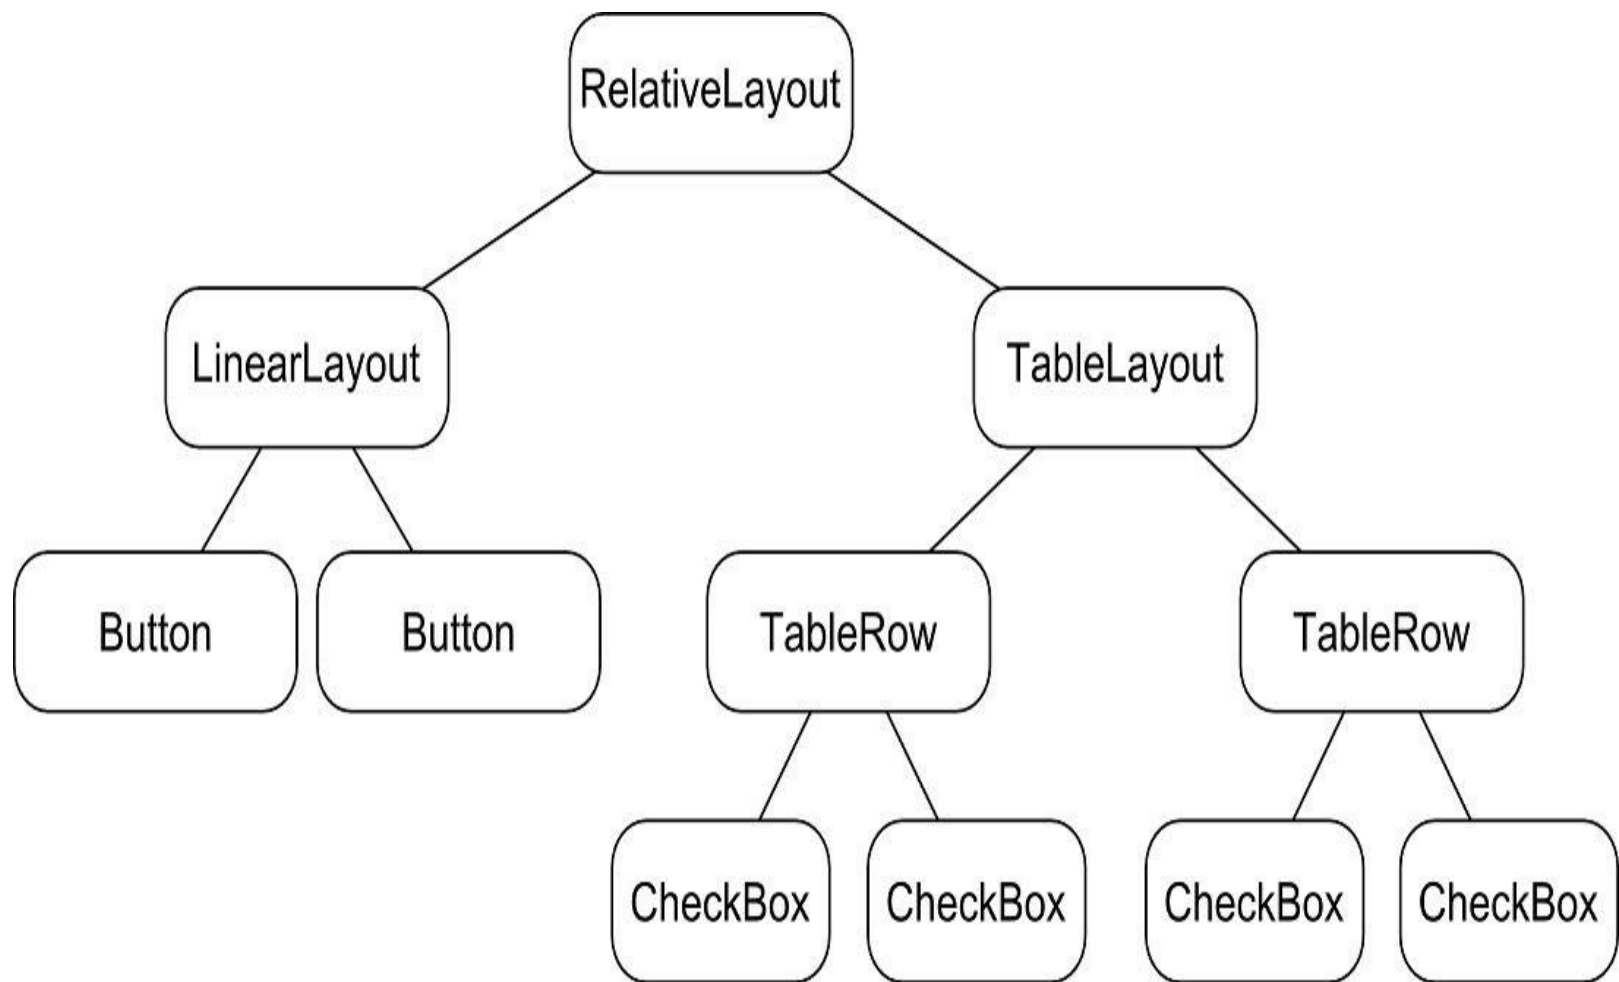 RelativeLayout
LinearLayout
TableLayout
Button
Button
TableRow
TableRow
CheckBox
CheckBox
CheckBox
CheckBox